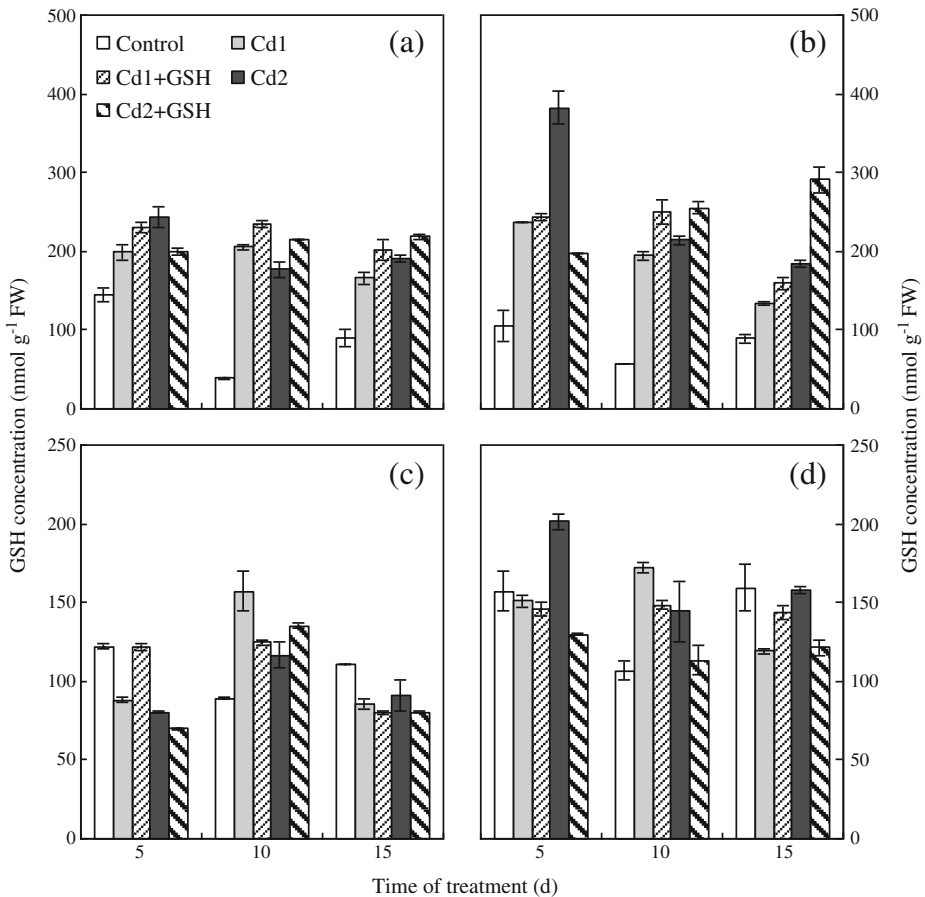 500
400
300
200
100
0
(a)
Control
Cd1
Cd1+GSH
Cd2
Cd2+GSH
(b)
500
400
300
200
100
0
GSH concentration (nmol g⁻¹ FW)
GSH concentration (nmol g⁻¹ FW)
250
200
150
100
50
0
(c)
5
10
15
(d)
250
200
150
100
50
0
5
10
15
Time of treatment (d)